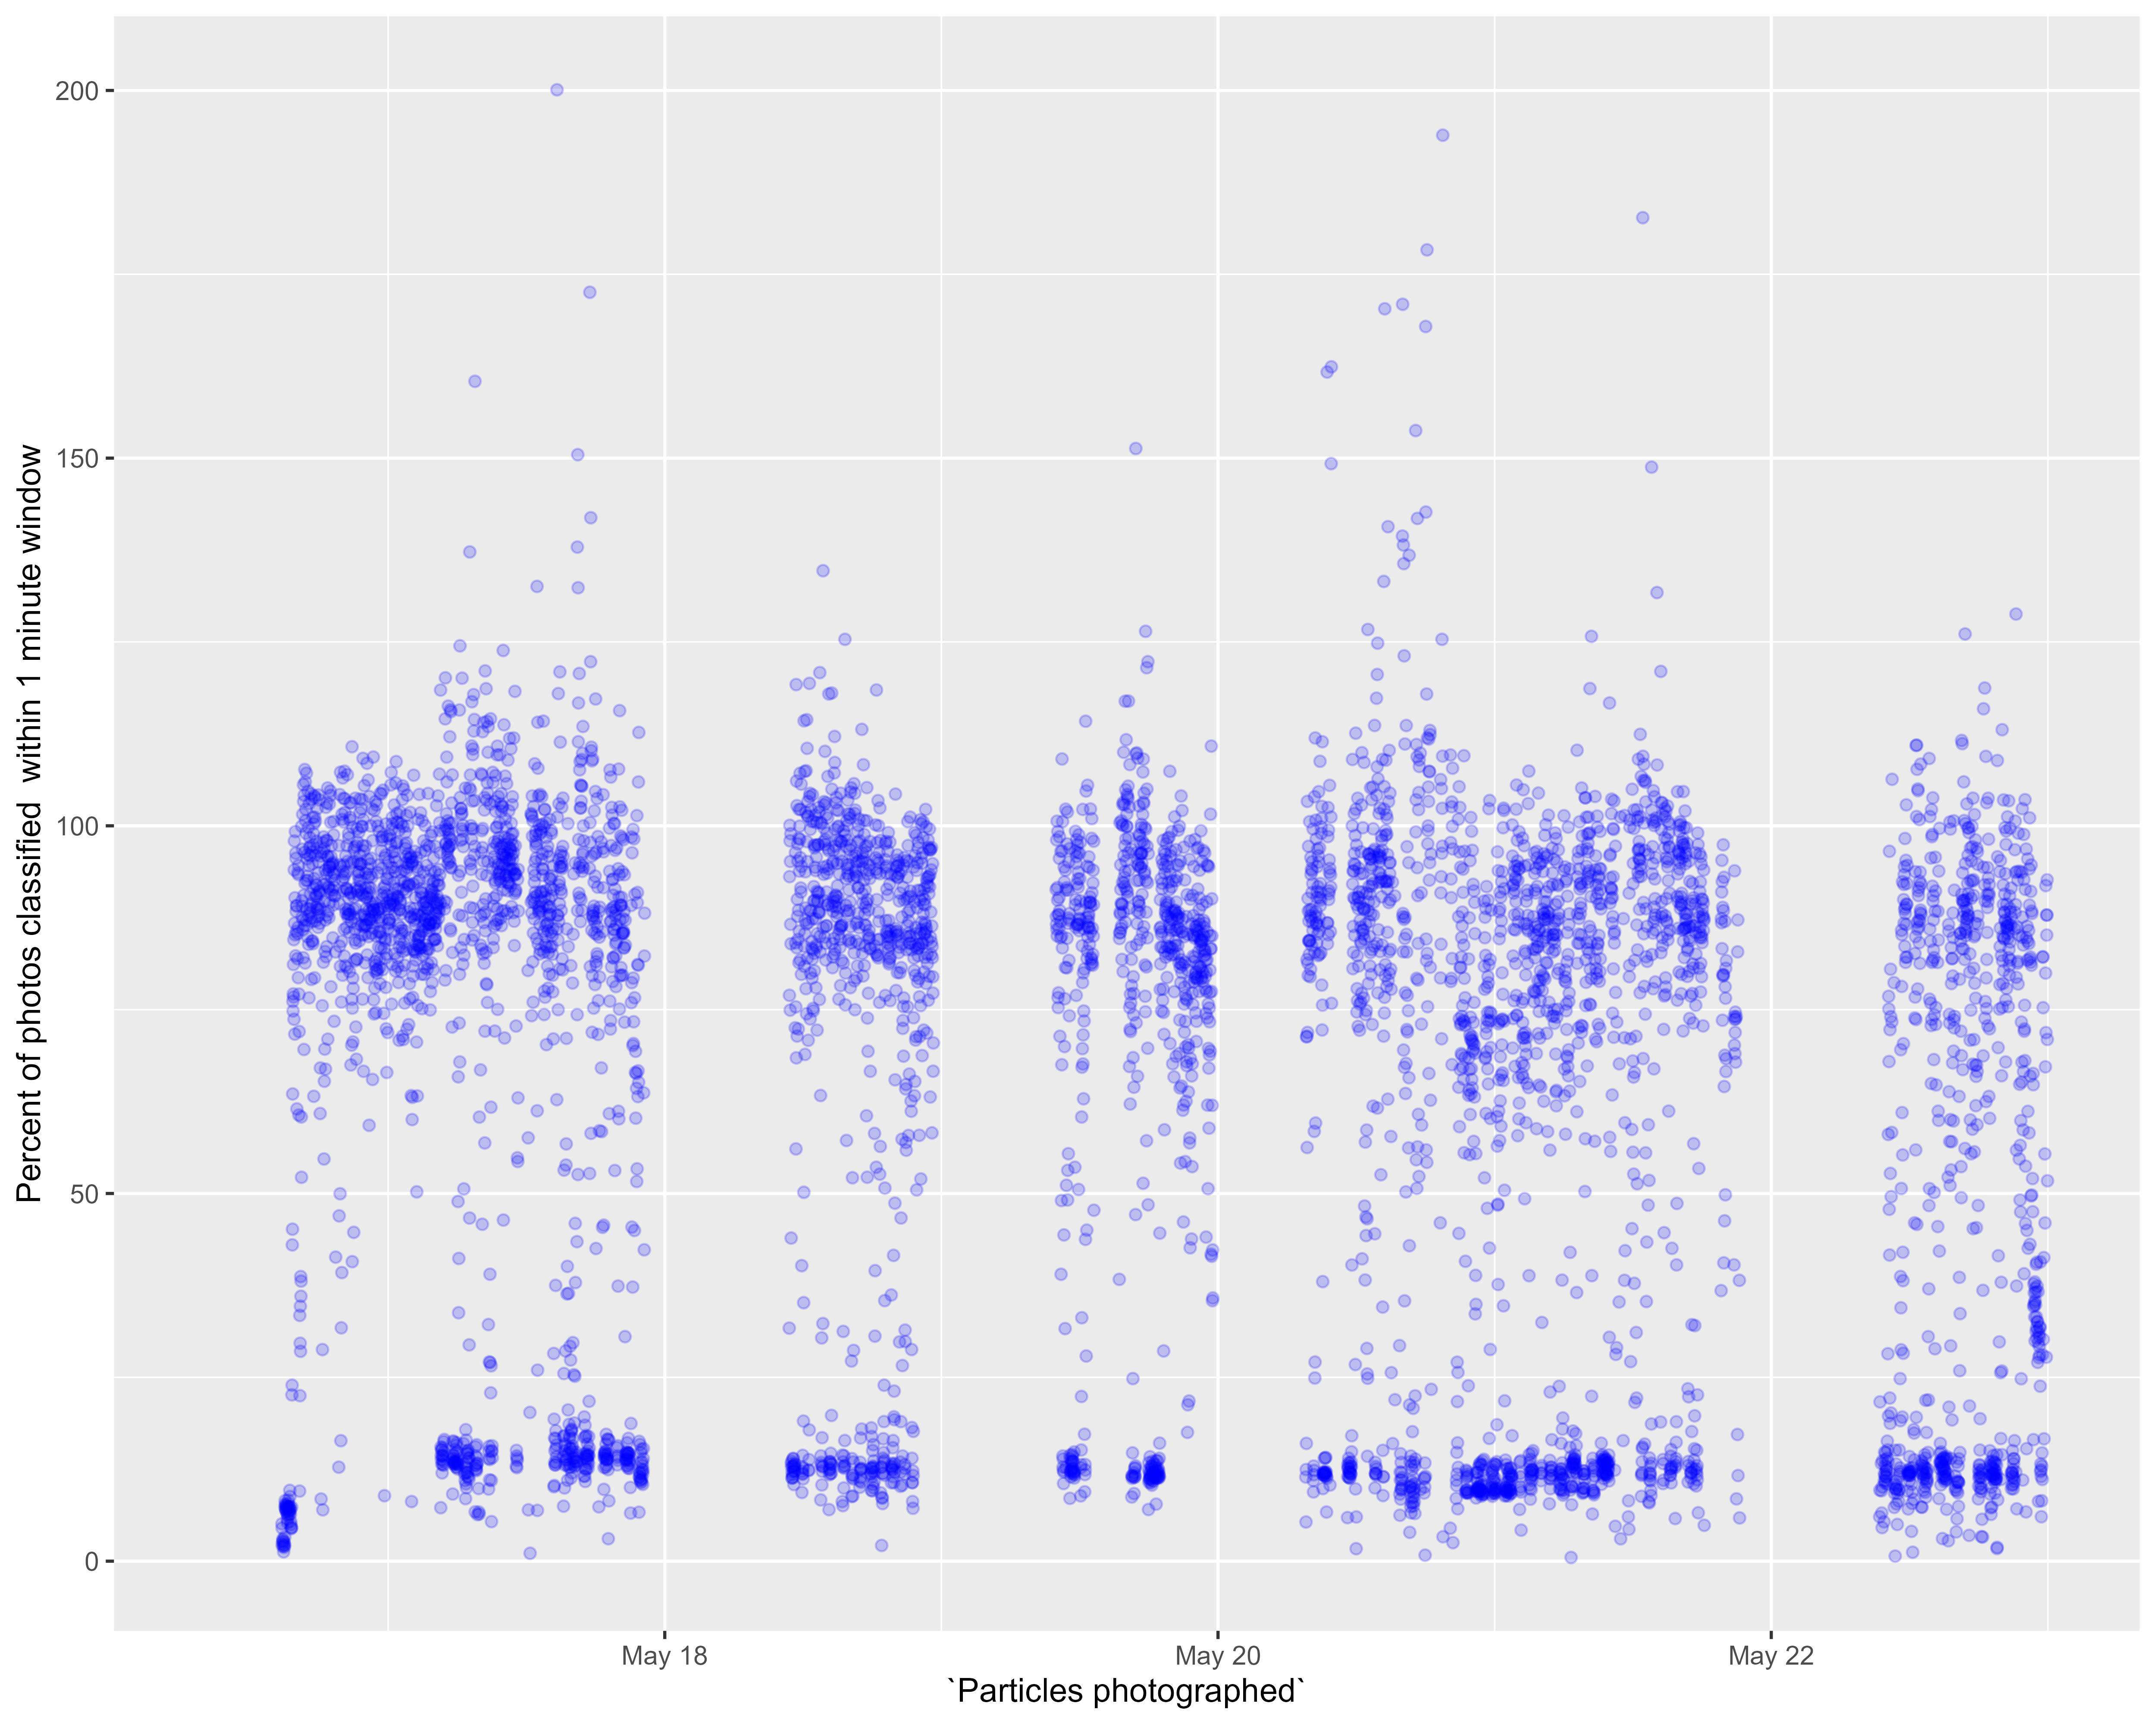 200
150
100
50
0
Percent of photos classified  within 1 minute window
May 18
May 20
May 22
`Particles photographed`